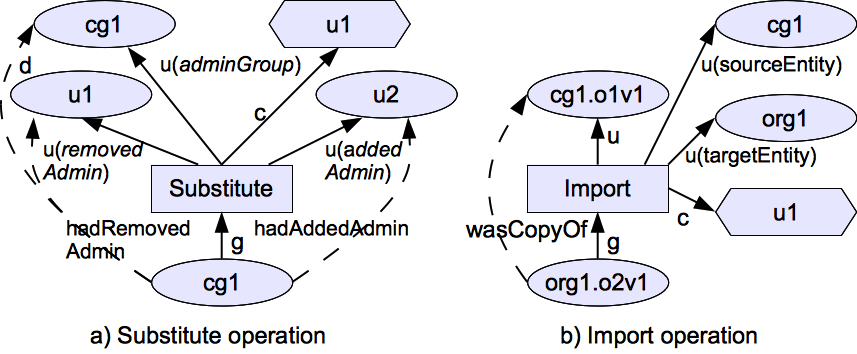 cg1
u1
d
u(adminGroup)
u1
c
u2
u(removed
Admin)
u(added
Admin)
Substitute
hadRemoved
Admin
g
hadAddedAdmin
cg1
a) Substitute operation
cg1
u(sourceEntity)
cg1.o1v1
org1
u
u(targetEntity)
Import
c
u1
wasCopyOf
g
org1.o2v1
b) Import operation